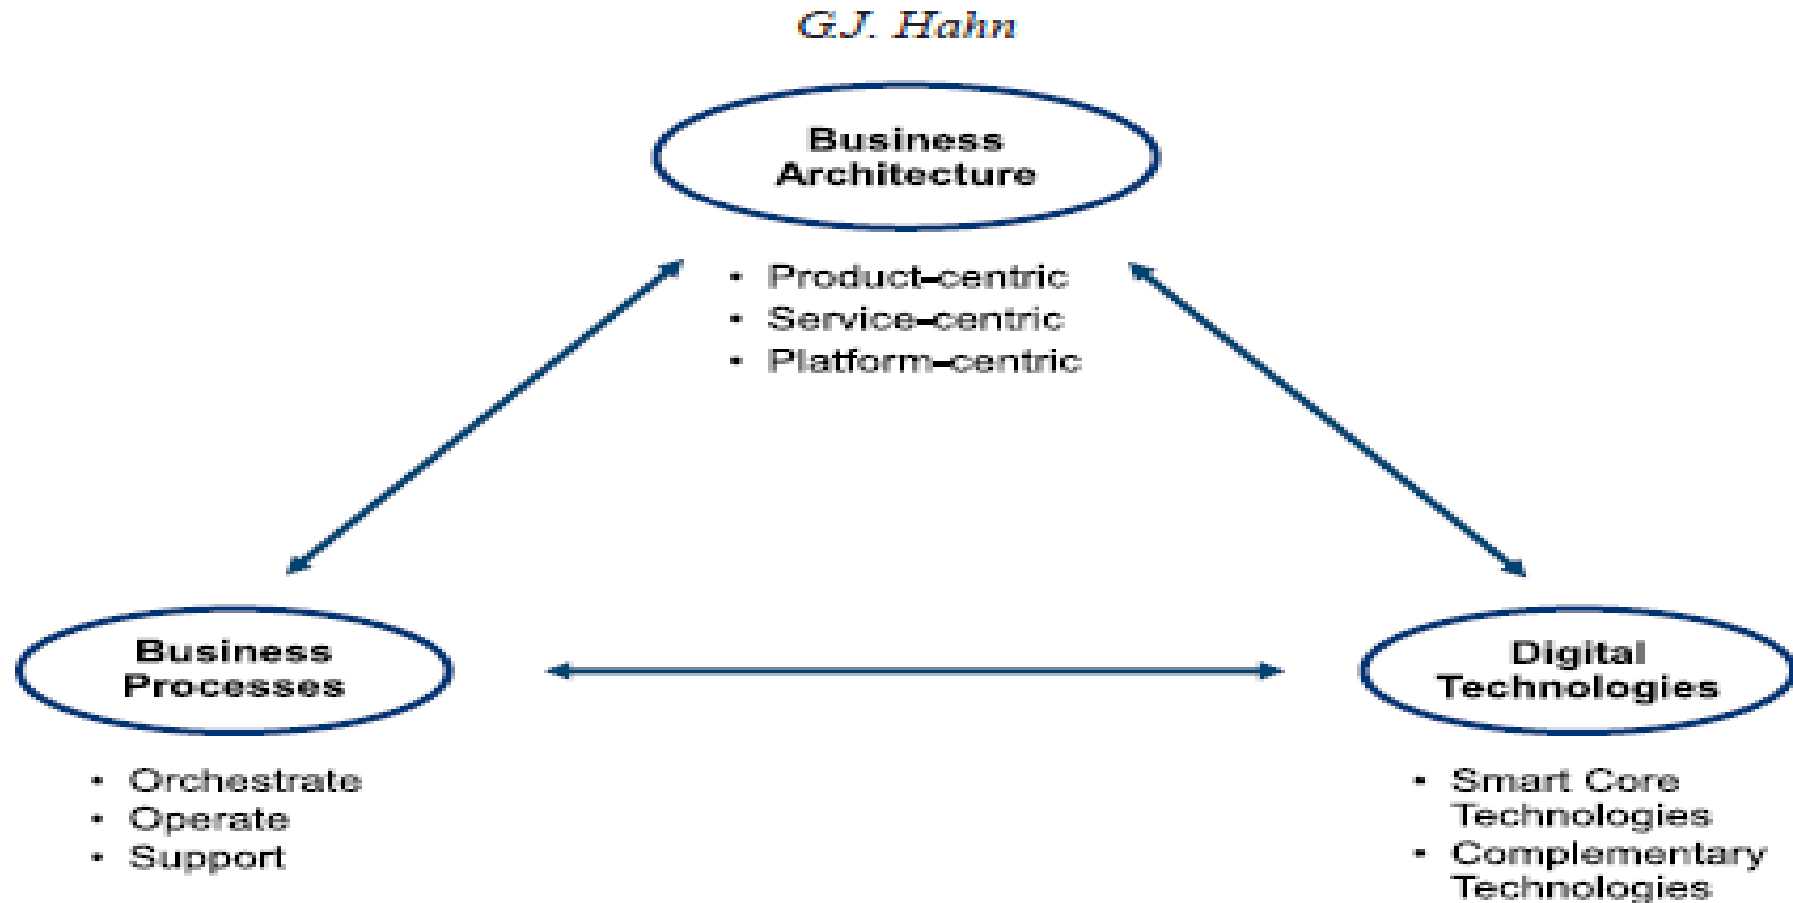 G.J. Hahn
Business
Architecture
• Product-centric
• Service-centric
• Platform-centric
Business
Processes
• Orchestrate
• Operate
• Support
Digital
Technologies
• Smart Core
Technologies
• Complementary
Technologies